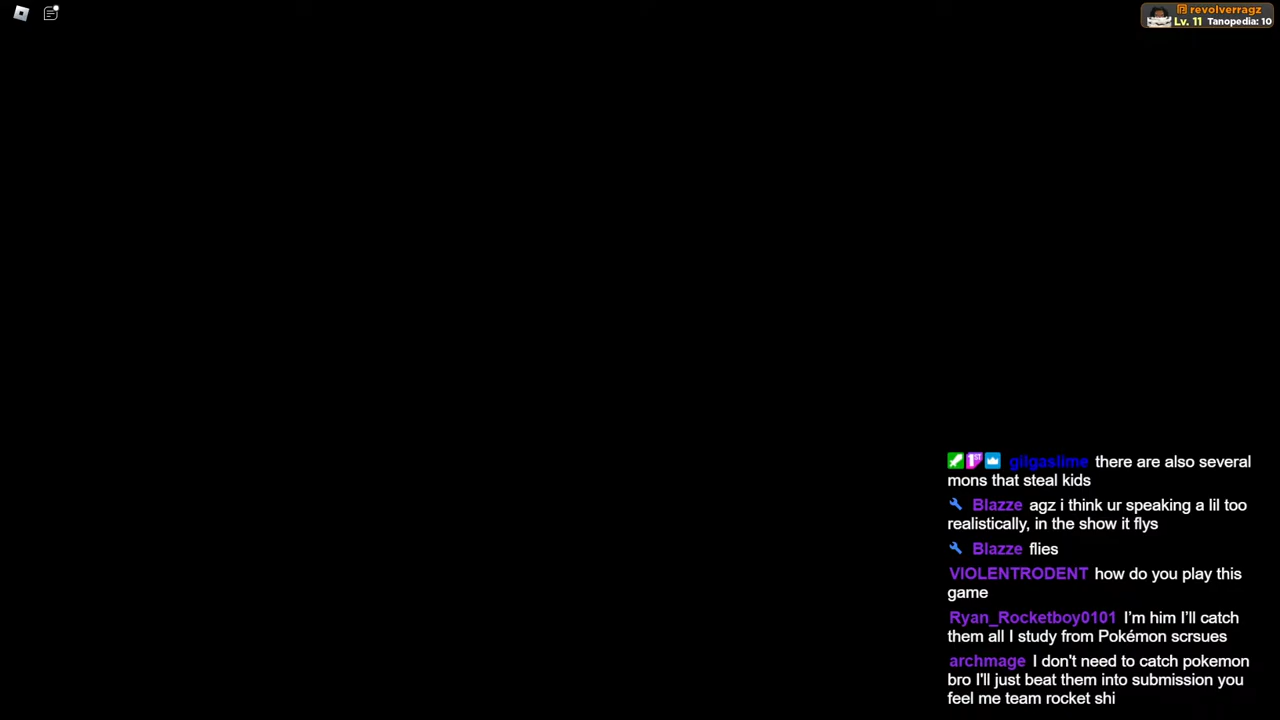 revolverragz
Lv. 11 Tanopedia: 10
gilgaslime there are also several
mons that steal kids
Blazze agz i think ur speaking a lil too
realistically, in the show it flys
Blazze flies
VIOLENTRODENT how do you play this
game
Ryan_Rocketboy0101 I’m him I’ll catch
them all I study from Pokémon scrsues
archmage I don't need to catch pokemon
bro I'll just beat them into submission you
feel me team rocket shi